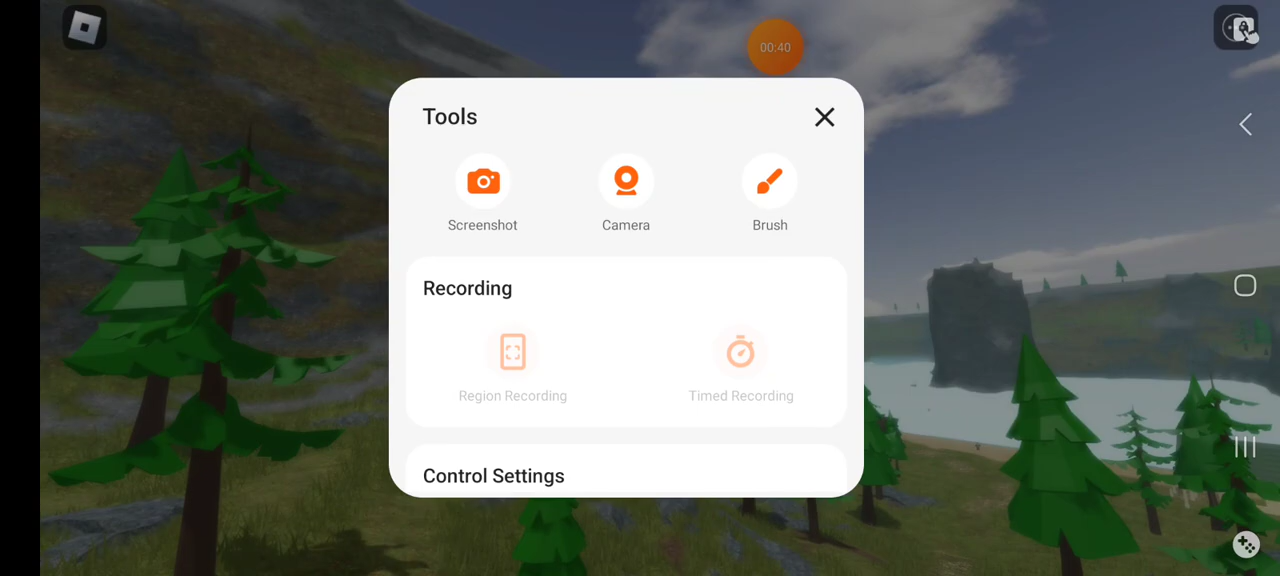 00:40
Tools
Screenshot
Camera
Brush
Recording
Region Recording
Timed Recording
Control Settings